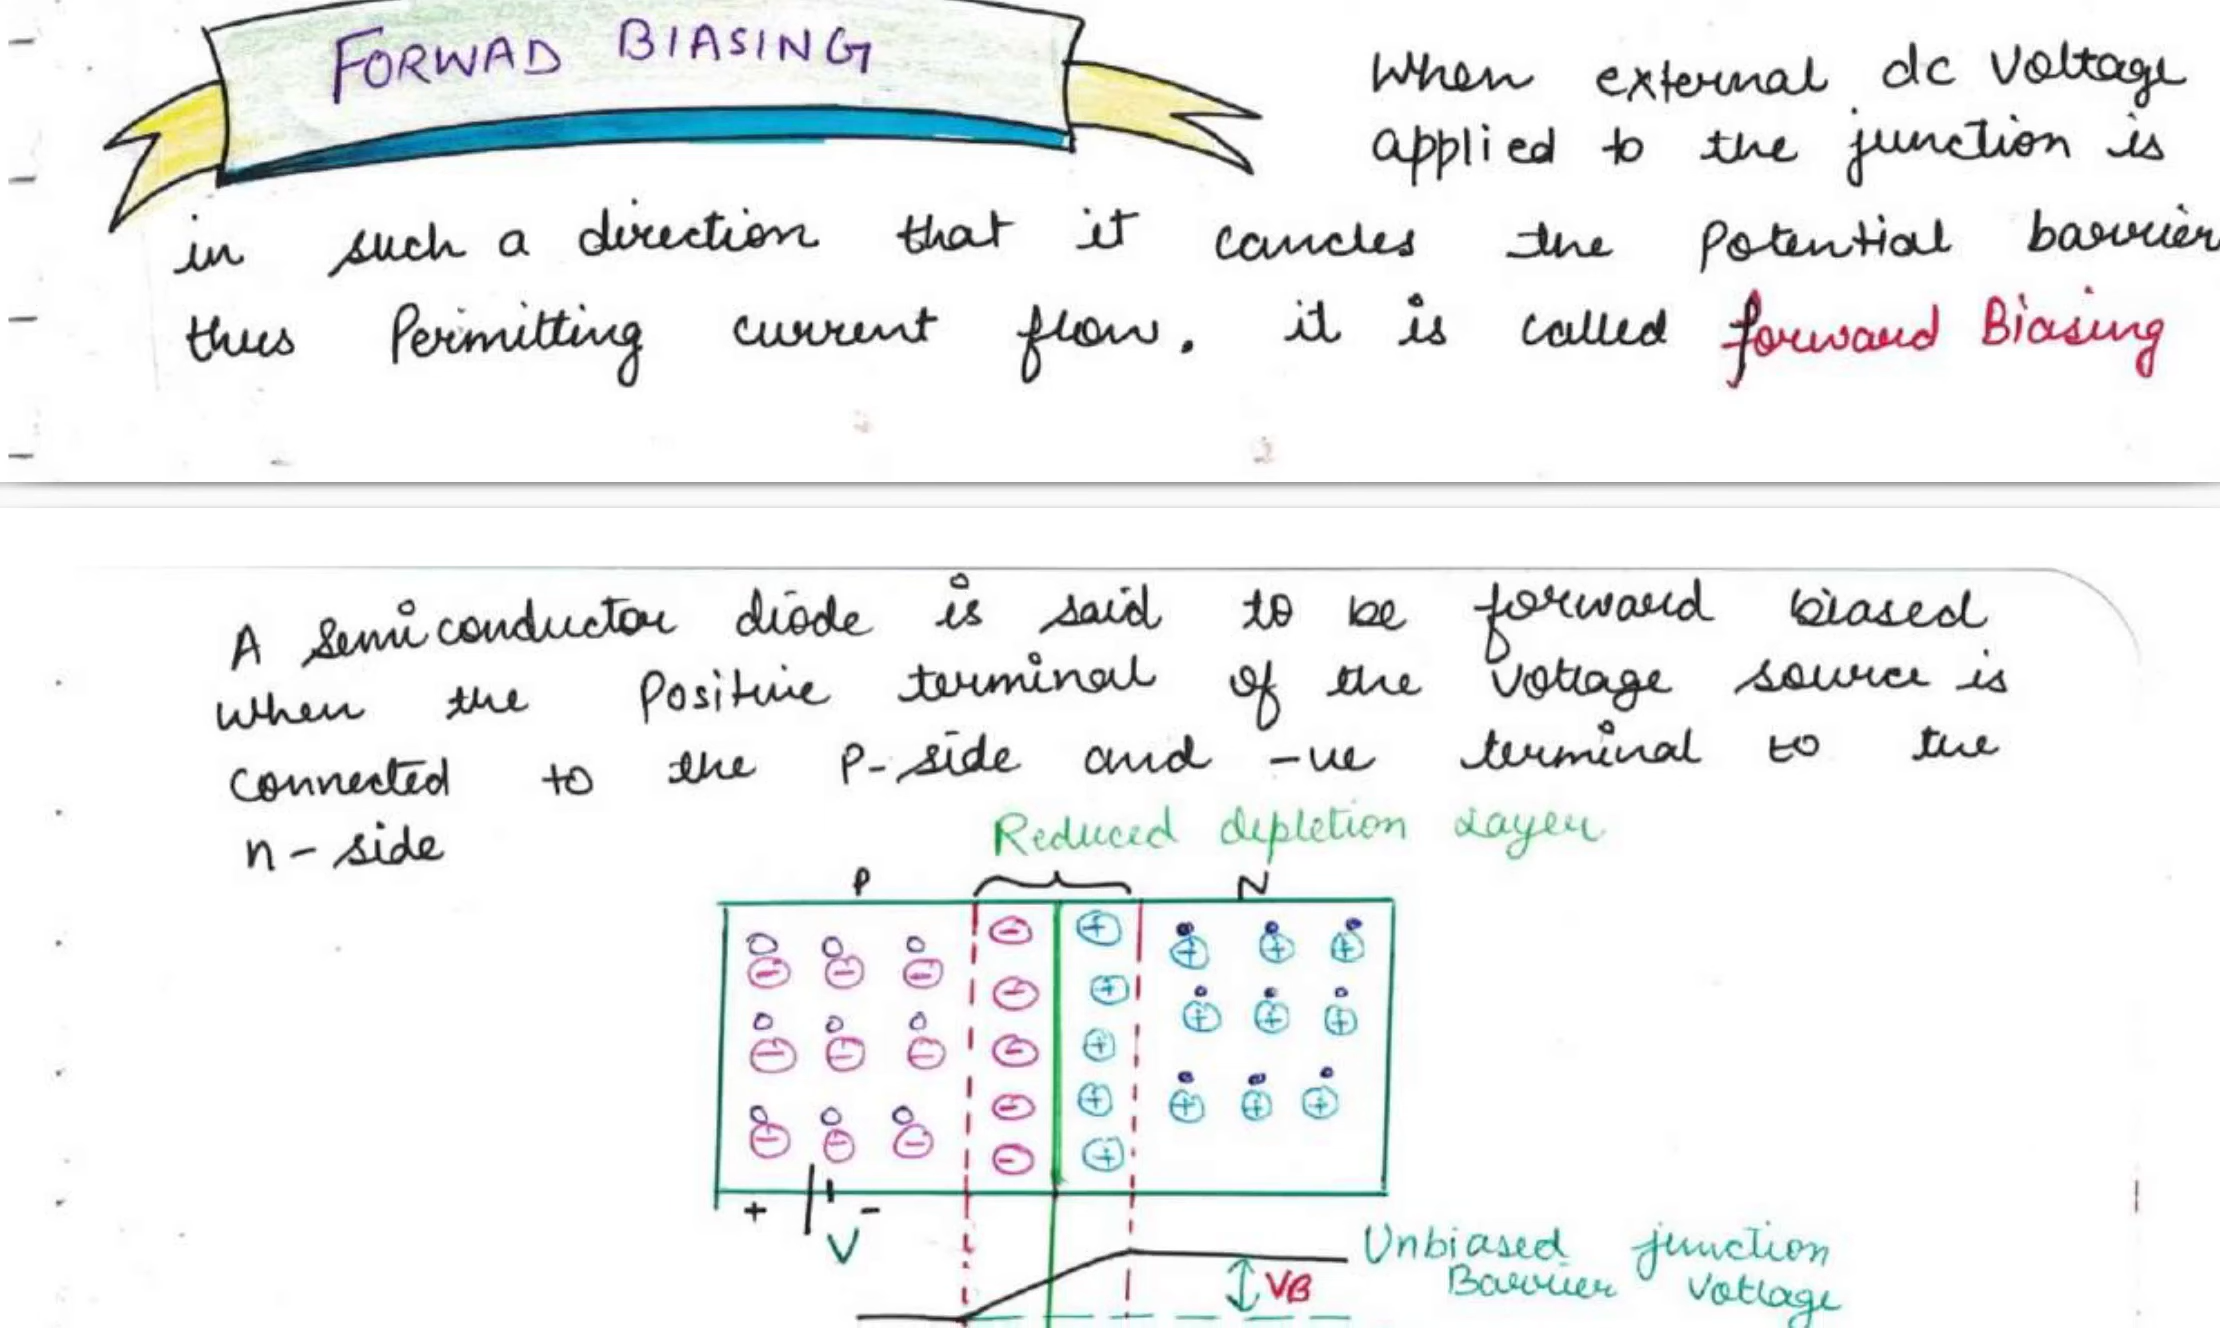 FORWAD BIASING
When external dc Voltage
applied to the junction is
in such a direction that it cancles the Potential barrier
thus Permitting current flow. it is called forward Biasing
A Semiconductor diode is said to be forward biased
when the Positive terminal of the Voltage source is
connected to the P-side and -ve terminal to the
n-side
Reduced depletion Layer
P N
+ -
V
Unbiased junction
VB Barrier Voltage